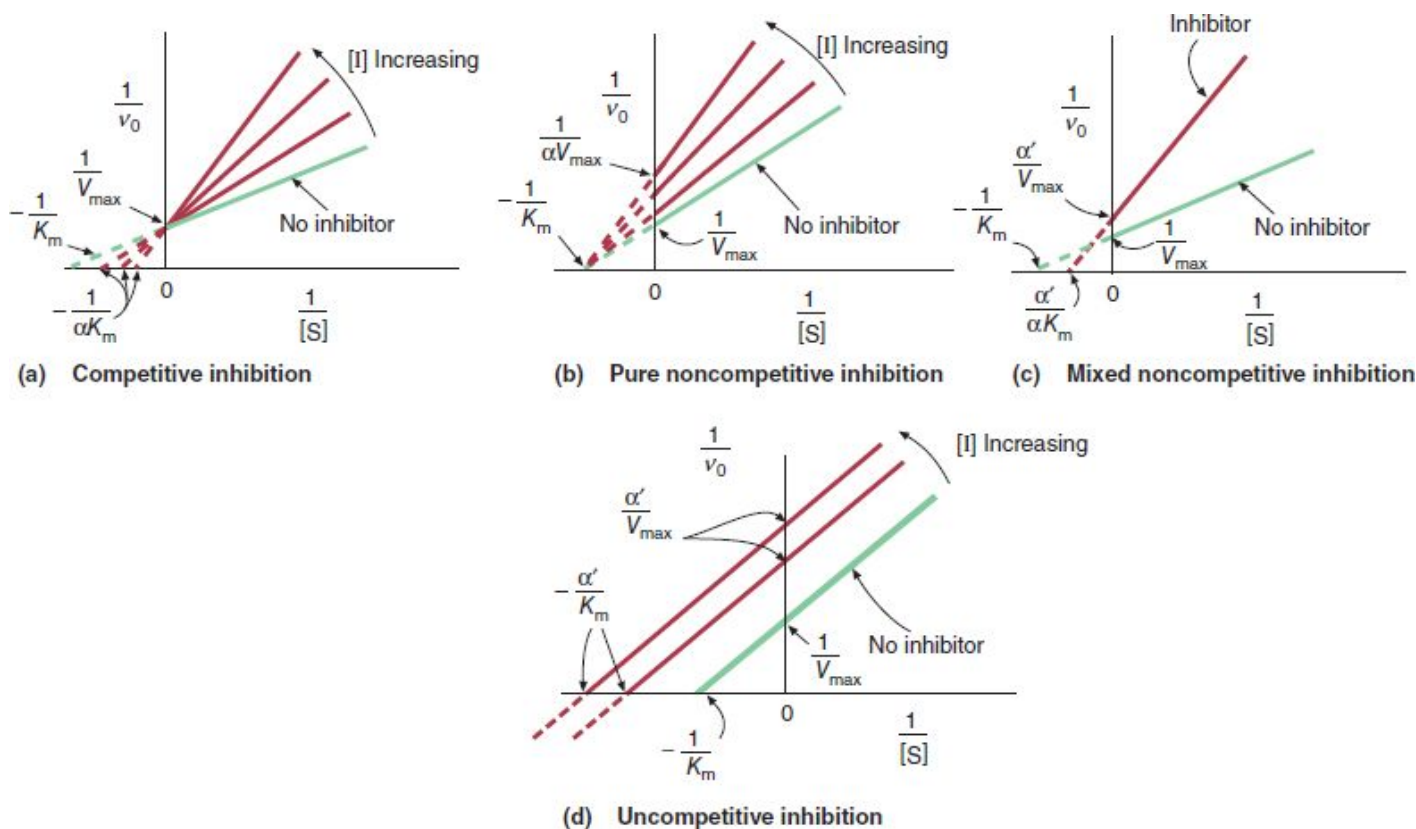 [I] Increasing
1
v0
1
Vmax
− 1
Km
No inhibitor
− 1
αKm
0
1
[S]
(a) Competitive inhibition
[I] Increasing
1
v0
1
αVmax
− 1
Km
No inhibitor
1
Vmax
0
1
[S]
(b) Pure noncompetitive inhibition
Inhibitor
1
v0
α′
Vmax
− 1
Km
No inhibitor
1
Vmax
α′
αKm
0
1
[S]
(c) Mixed noncompetitive inhibition
[I] Increasing
1
v0
α′
Vmax
− α′
Km
No inhibitor
1
Vmax
0
− 1
Km
1
[S]
(d) Uncompetitive inhibition